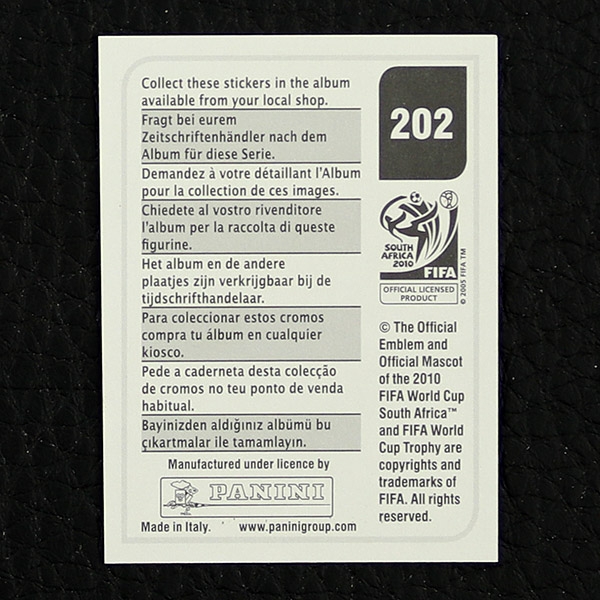 Collect these stickers in the album
available from your local shop.
Fragt bei eurem
Zeitschriftenhändler nach dem
Album für diese Serie.
Demandez à votre détaillant l'Album
pour la collection de ces images.
Chiedete al vostro rivenditore
l'album per la raccolta di queste
figurine.
Het album en de andere
plaatjes zijn verkrijgbaar bij de
tijdschrifthandelaar.
Para coleccionar estos cromos
compra tu álbum en cualquier
kiosco.
Pede a caderneta desta colecção
de cromos no teu ponto de venda
habitual.
Bayinizden aldığınız albümü bu
çıkartmalar ile tamamlayın.
Manufactured under licence by
PANINI
Made in Italy. www.paninigroup.com
202
SOUTH
AFRICA
2010
FIFA
OFFICIAL LICENSED
PRODUCT
© 2005 FIFA TM
© The Official
Emblem and
Official Mascot
of the 2010
FIFA World Cup
South Africa™
and FIFA World
Cup Trophy are
copyrights and
trademarks of
FIFA. All rights
reserved.